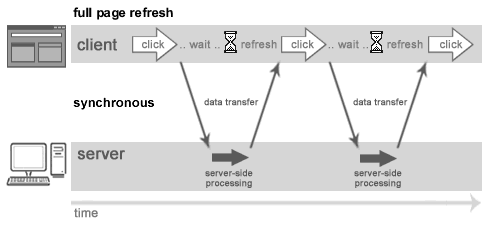 full page refresh
client
click .. wait .. refresh click .. wait .. refresh click
synchronous
data transfer data transfer
server
server-side
processing
server-side
processing
time